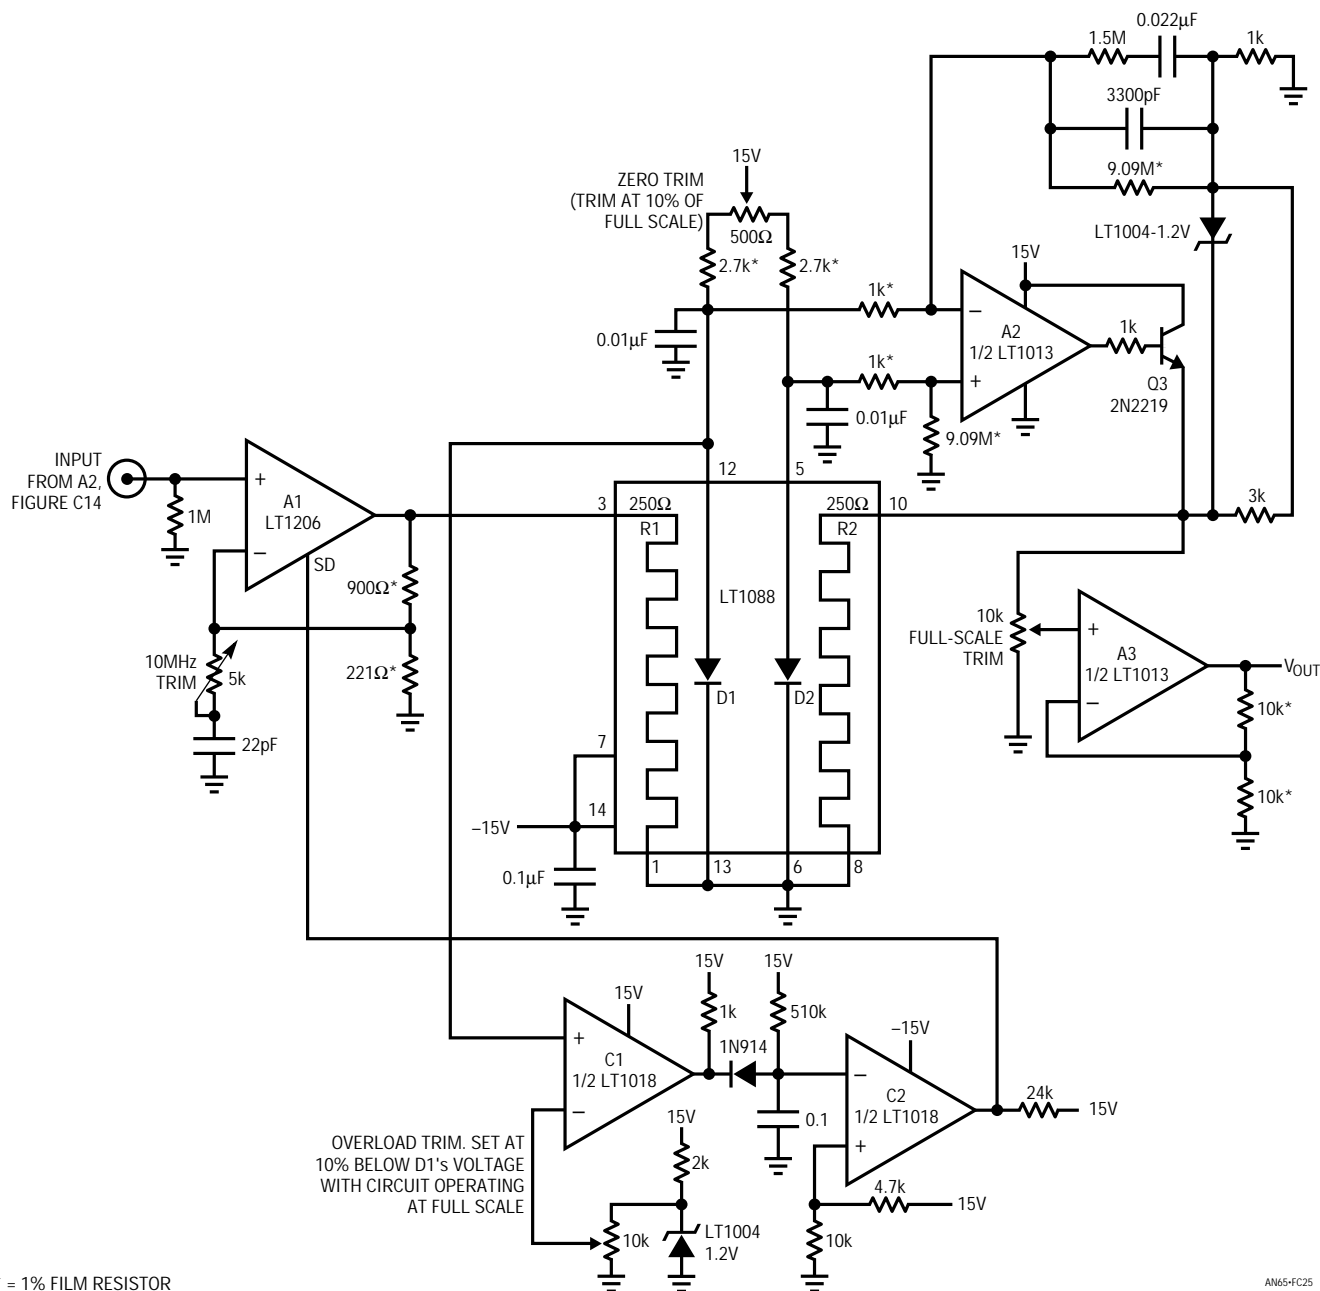 0.022µF
1.5M
1k
3300pF
9.09M*
LT1004-1.2V
15V
ZERO TRIM
(TRIM AT 10% OF
FULL SCALE)
500Ω
2.7k*
2.7k*
0.01µF
1k*
1k*
0.01µF
9.09M*
15V
–
+
A2
1/2 LT1013
1k
Q3
2N2219
INPUT
FROM A2,
FIGURE C14
1M
+
–
A1
LT1206
SD
900Ω*
221Ω*
10MHz
TRIM
5k
22pF
12
5
3
250Ω
R1
250Ω
R2
10
LT1088
D1
D2
7
14
–15V
0.1µF
1
13
6
8
3k
10k
FULL-SCALE
TRIM
+
–
A3
1/2 LT1013
VOUT
10k*
10k*
15V
+
–
C1
1/2 LT1018
15V
1k
15V
510k
1N914
0.1
–15V
–
+
C2
1/2 LT1018
24k
15V
4.7k
15V
10k
OVERLOAD TRIM. SET AT
10% BELOW D1's VOLTAGE
WITH CIRCUIT OPERATING
AT FULL SCALE
15V
2k
10k
LT1004
1.2V
= 1% FILM RESISTOR
AN65•FC25